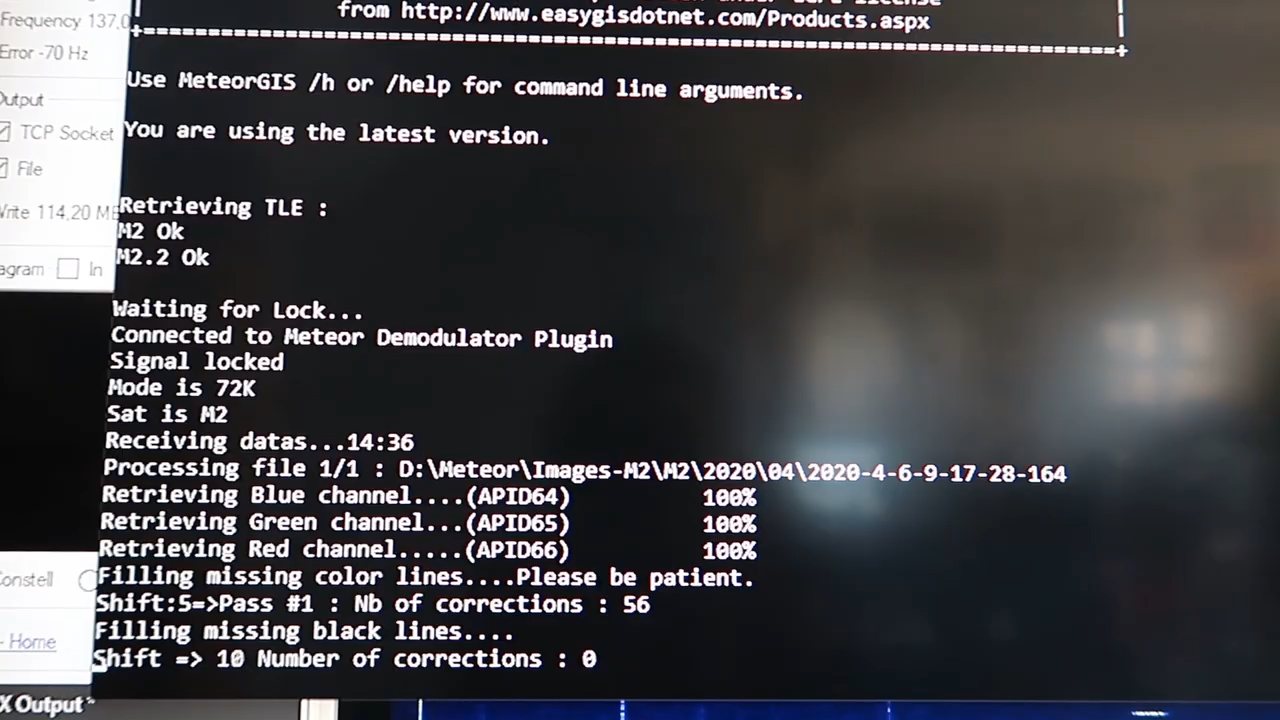 from http://www.easygisdotnet.com/Products.aspx
+==========================================================================+
Use MeteorGIS /h or /help for command line arguments.
You are using the latest version.
Retrieving TLE :
M2 Ok
M2.2 Ok
Waiting for Lock...
Connected to Meteor Demodulator Plugin
Signal locked
Mode is 72K
Sat is M2
Receiving datas...14:36
Processing file 1/1 : D:\Meteor\Images-M2\M2\2020\04\2020-4-6-9-17-28-164
Retrieving Blue channel....(APID64) 100%
Retrieving Green channel...(APID65) 100%
Retrieving Red channel.....(APID66) 100%
Filling missing color lines....Please be patient.
Shift:5=>Pass #1 : Nb of corrections : 56
Filling missing black lines....
Shift => 10 Number of corrections : 0
Frequency 137,0
Error -70 Hz
Output
TCP Socket
File
Write 114,20 MB
agram In
Constell
- Home
X Output *